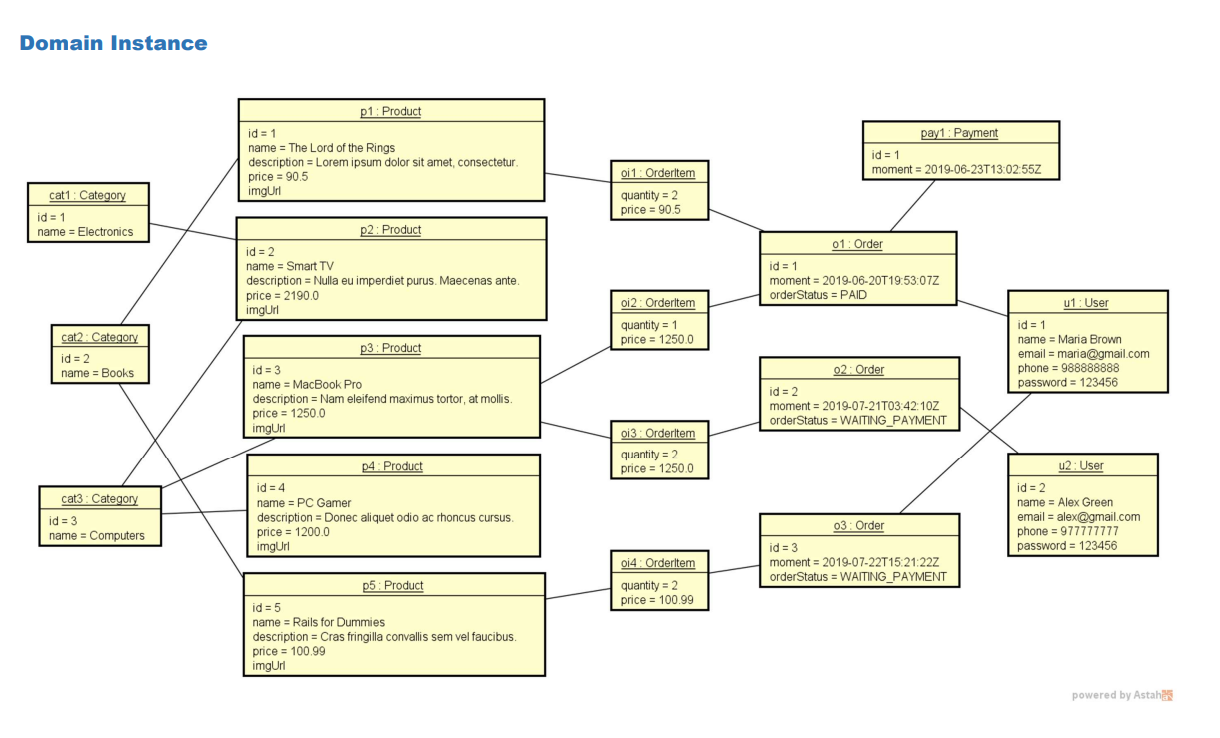 Domain Instance
p1 : Product
id = 1
name = The Lord of the Rings
description = Lorem ipsum dolor sit amet, consectetur.
price = 90.5
imgUrl
pay1 : Payment
id = 1
moment = 2019-06-23T13:02:55Z
oi1 : OrderItem
quantity = 2
price = 90.5
cat1 : Category
id = 1
name = Electronics
p2 : Product
id = 2
name = Smart TV
description = Nulla eu imperdiet purus. Maecenas ante.
price = 2190.0
imgUrl
o1 : Order
id = 1
moment = 2019-06-20T19:53:07Z
orderStatus = PAID
oi2 : OrderItem
quantity = 1
price = 1250.0
u1 : User
id = 1
name = Maria Brown
email = maria@gmail.com
phone = 988888888
password = 123456
cat2 : Category
id = 2
name = Books
p3 : Product
id = 3
name = MacBook Pro
description = Nam eleifend maximus tortor, at mollis.
price = 1250.0
imgUrl
o2 : Order
id = 2
moment = 2019-07-21T03:42:10Z
orderStatus = WAITING_PAYMENT
oi3 : OrderItem
quantity = 2
price = 1250.0
p4 : Product
id = 4
name = PC Gamer
description = Donec aliquet odio ac rhoncus cursus.
price = 1200.0
imgUrl
u2 : User
id = 2
name = Alex Green
email = alex@gmail.com
phone = 977777777
password = 123456
cat3 : Category
id = 3
name = Computers
o3 : Order
id = 3
moment = 2019-07-22T15:21:22Z
orderStatus = WAITING_PAYMENT
oi4 : OrderItem
quantity = 2
price = 100.99
p5 : Product
id = 5
name = Rails for Dummies
description = Cras fringilla convallis sem vel faucibus.
price = 100.99
imgUrl
powered by Astah